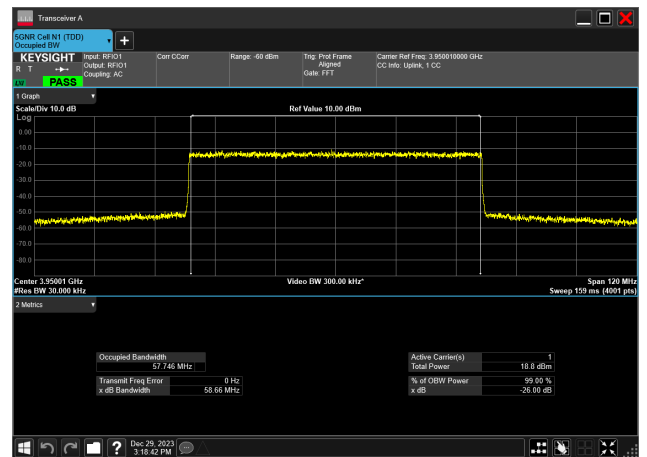 Transceiver A
5GNR Cell N1 (TDD)
Occupied BW
KEYSIGHT
R T
PASS
Input: RFIO1
Output: RFIO1
Coupling: AC
Corr CCorr
Range: -60 dBm
Trig: Prot Frame
Aligned
Gate: FFT
Carrier Ref Freq: 3.950010000 GHz
CC Info: Uplink, 1 CC
1 Graph
Scale/Div 10.0 dB
Ref Value 10.00 dBm
Log
0.00
-10.0
-20.0
-30.0
-40.0
-50.0
-60.0
-70.0
-80.0
Center 3.95001 GHz
Video BW 300.00 kHz*
Span 120 MHz
#Res BW 30.000 kHz
Sweep 159 ms (4001 pts)
2 Metrics
Occupied Bandwidth
57.746 MHz
Transmit Freq Error 0 Hz
x dB Bandwidth 58.66 MHz
Active Carrier(s) 1
Total Power 18.8 dBm
% of OBW Power 99.00 %
x dB -26.00 dB
Dec 29, 2023
3:18:42 PM